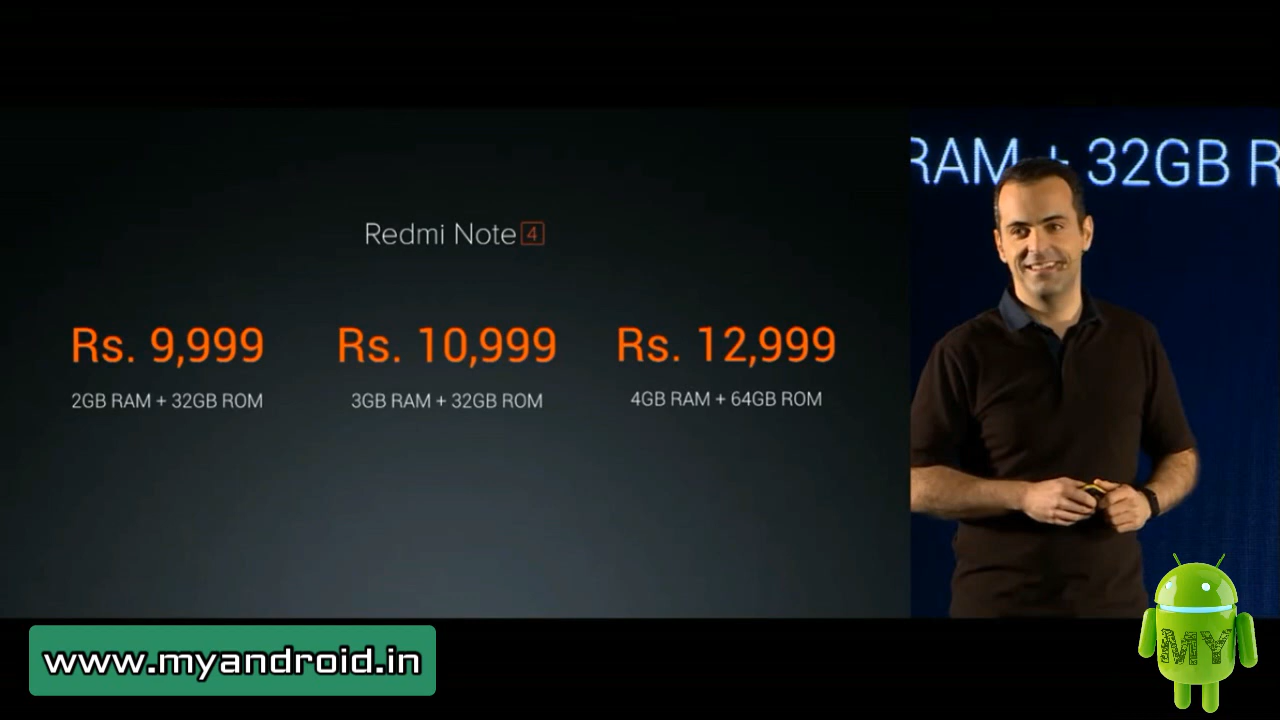 Redmi Note 4
Rs. 9,999 Rs. 10,999 Rs. 12,999
2GB RAM + 32GB ROM 3GB RAM + 32GB ROM 4GB RAM + 64GB ROM
RAM + 32GB R
www.myandroid.in
MY